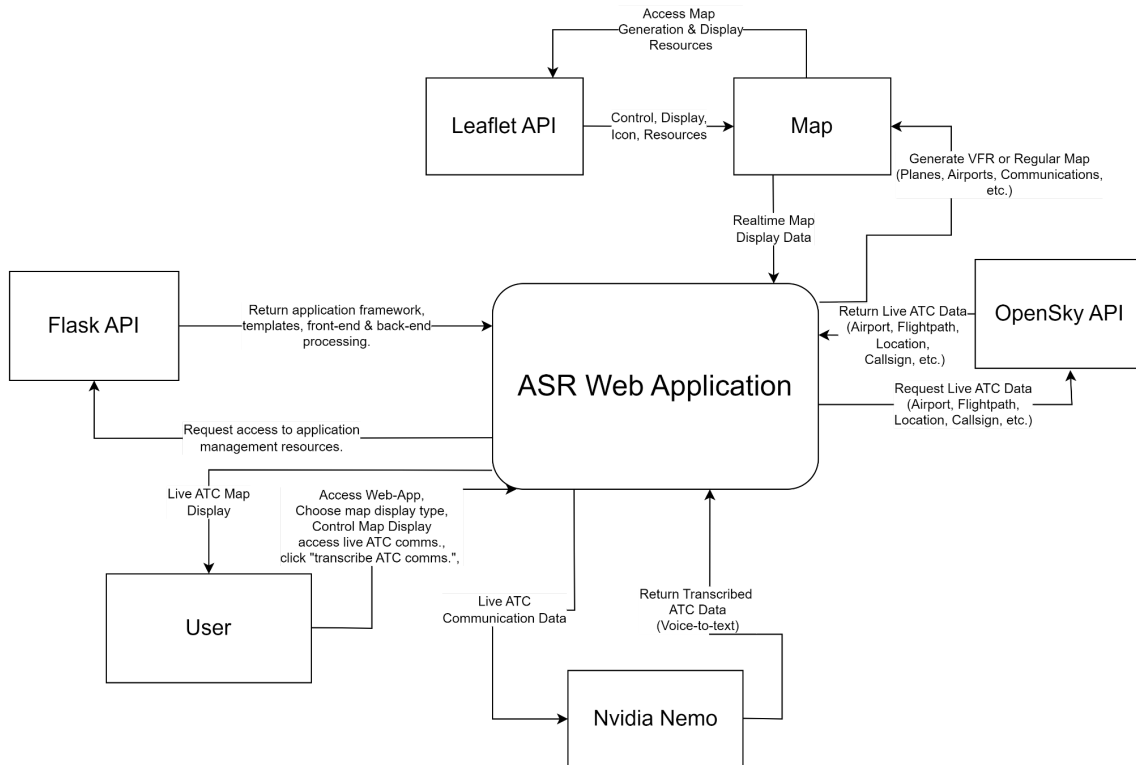 Access Map
Generation & Display
Resources
Leaflet API
Control, Display,
Icon, Resources
Map
Generate VFR or Regular Map
(Planes, Airports, Communications,
etc.)
Realtime Map
Display Data
Flask API
Return application framework,
templates, front-end & back-end
processing.
ASR Web Application
Return Live ATC Data
(Airport, Flightpath,
Location,
Callsign, etc.)
OpenSky API
Request Live ATC Data
(Airport, Flightpath,
Location, Callsign, etc.)
Request access to application
management resources.
Live ATC Map
Display
Access Web-App,
Choose map display type,
Control Map Display
access live ATC comms.,
click "transcribe ATC comms.",
User
Live ATC
Communication Data
Return Transcribed
ATC Data
(Voice-to-text)
Nvidia Nemo